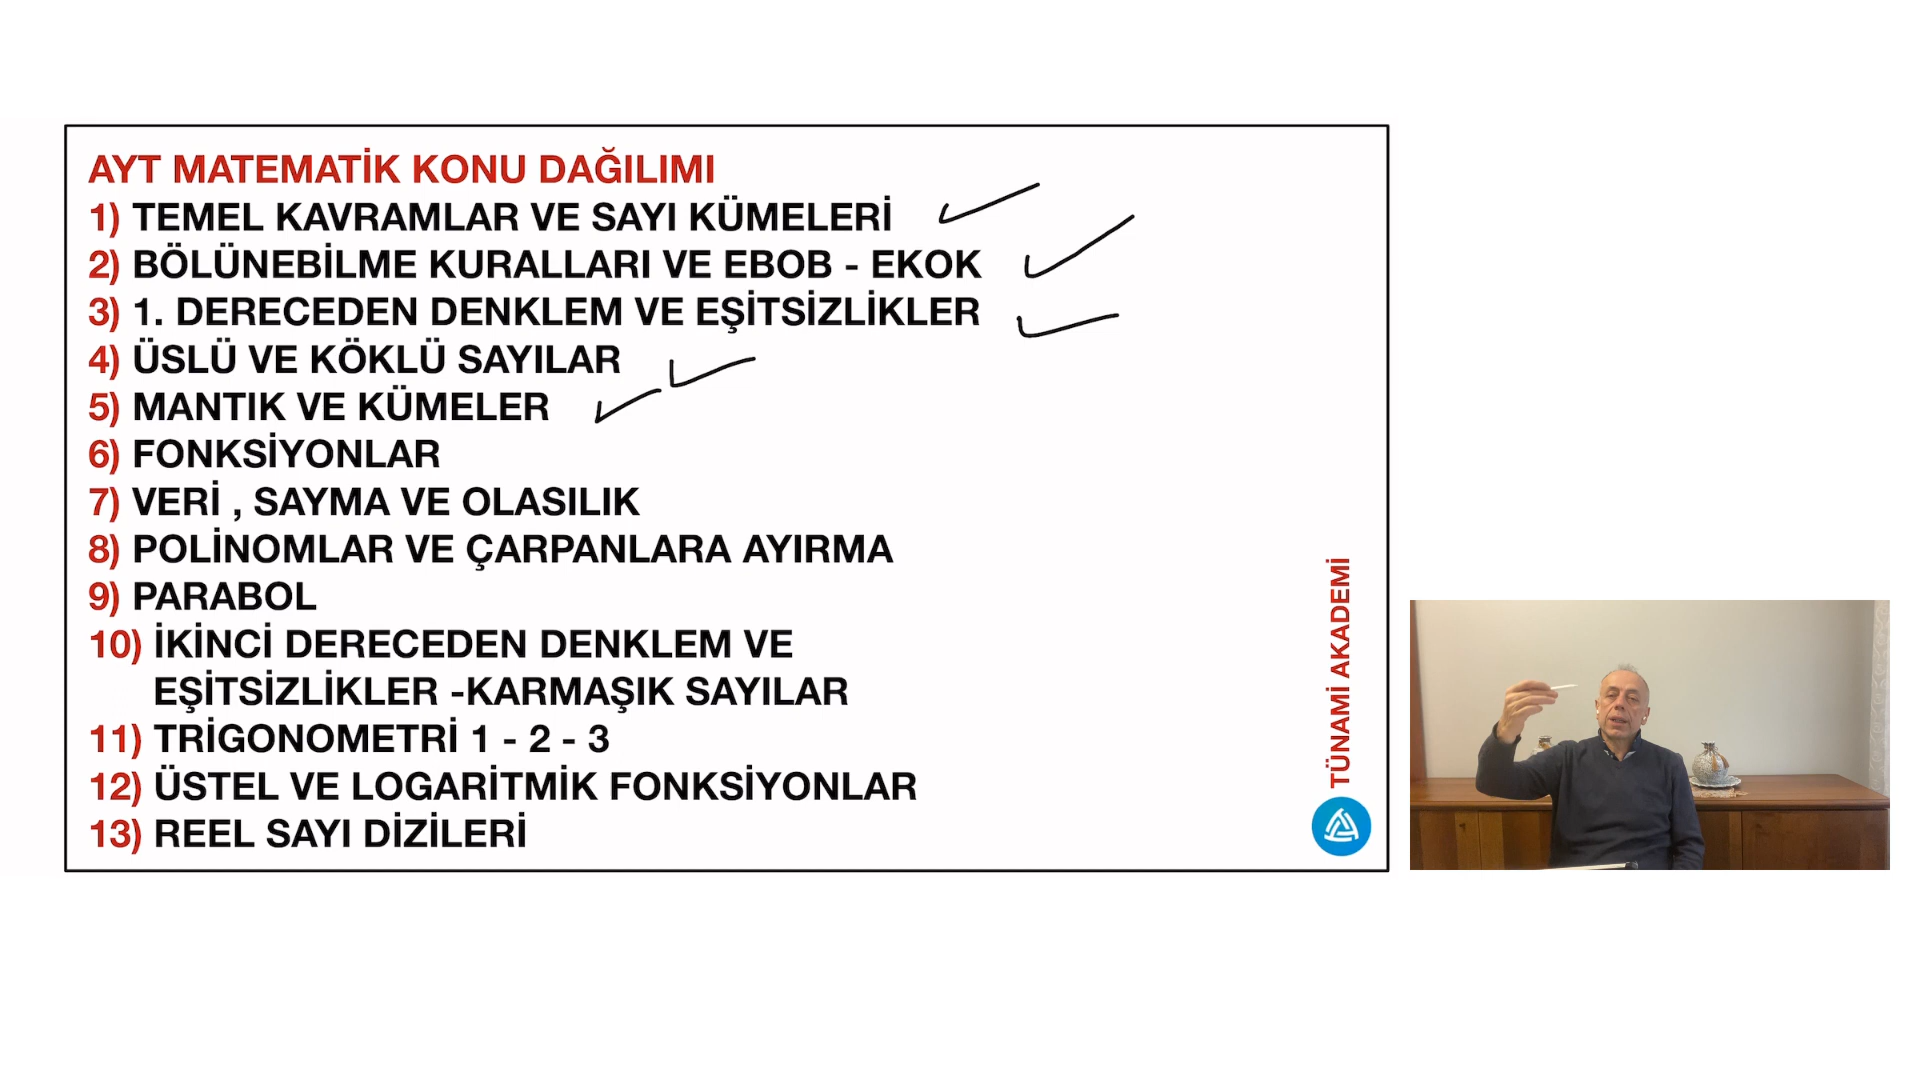 AYT MATEMATİK KONU DAĞILIMI
1) TEMEL KAVRAMLAR VE SAYI KÜMELERİ
2) BÖLÜNEBİLME KURALLARI VE EBOB - EKOK
3) 1. DERECEDEN DENKLEM VE EŞİTSİZLİKLER
4) ÜSLÜ VE KÖKLÜ SAYILAR
5) MANTIK VE KÜMELER
6) FONKSİYONLAR
7) VERİ , SAYMA VE OLASILIK
8) POLİNOMLAR VE ÇARPANLARA AYIRMA
9) PARABOL
10) İKİNCİ DERECEDEN DENKLEM VE
EŞİTSİZLİKLER -KARMAŞIK SAYILAR
11) TRİGONOMETRİ 1 - 2 - 3
12) ÜSTEL VE LOGARİTMİK FONKSİYONLAR
13) REEL SAYI DİZİLERİ
TÜNAMİ AKADEMİ